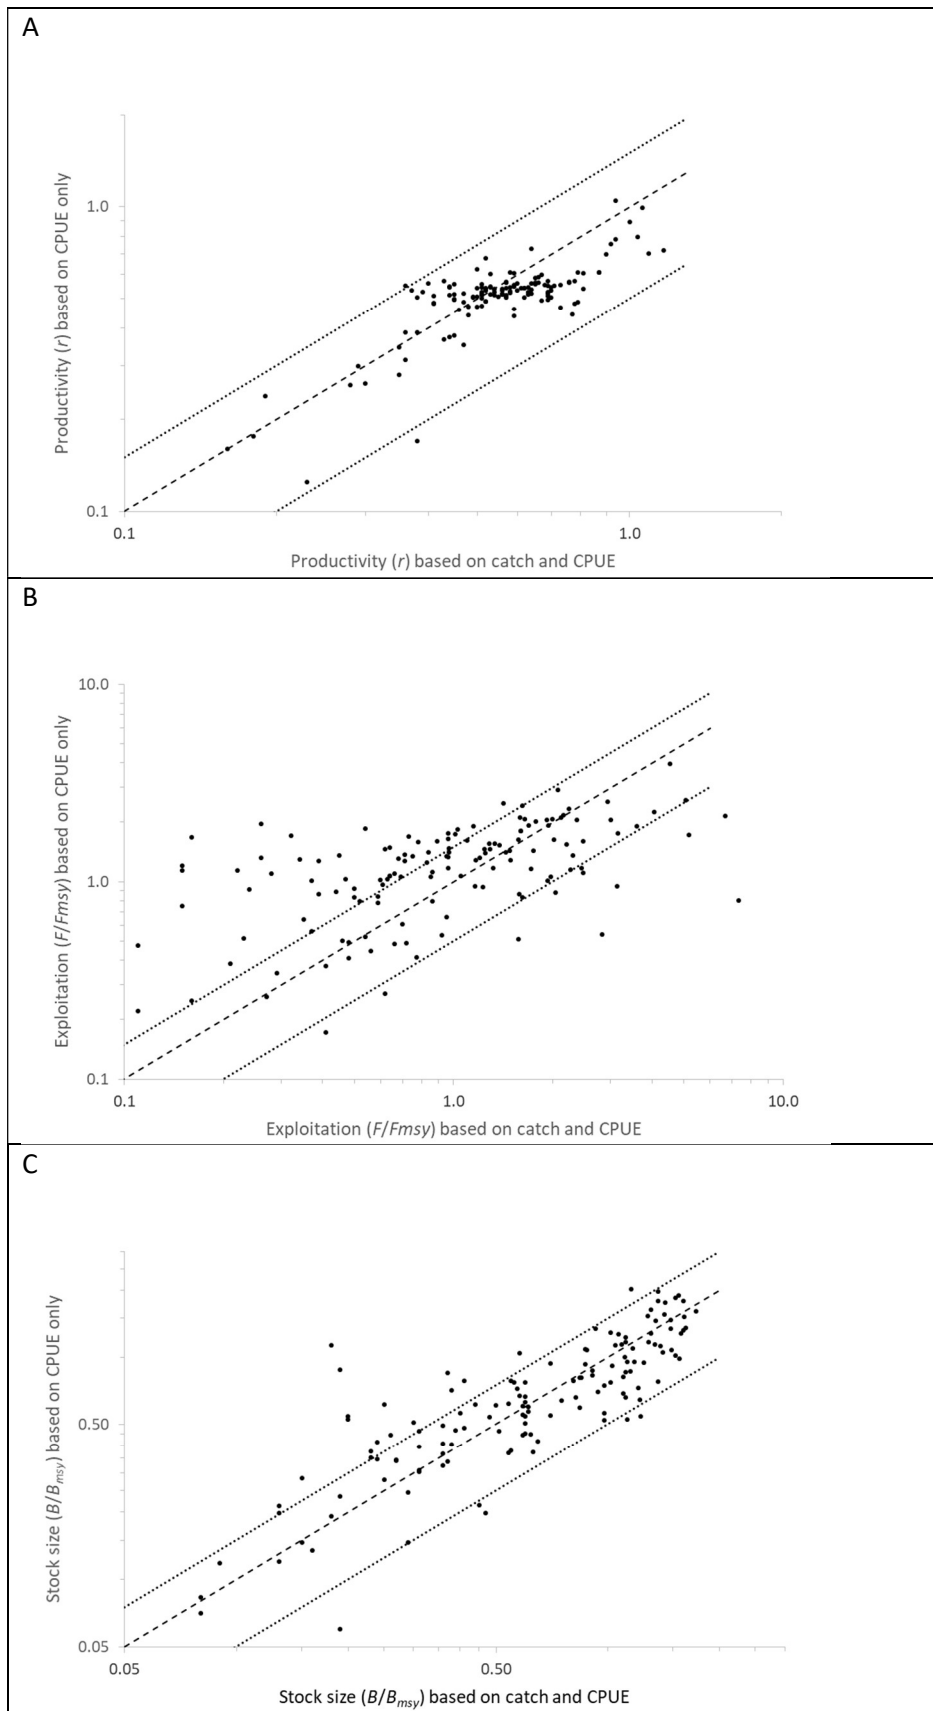 A
Productivity (r) based on CPUE only
1.0
0.1
0.1 1.0
Productivity (r) based on catch and CPUE
B
Exploitation (F/Fmsy) based on CPUE only
10.0
1.0
0.1
0.1 1.0 10.0
Exploitation (F/Fmsy) based on catch and CPUE
C
Stock size (B/Bmsy) based on CPUE only
0.50
0.05
0.05 0.50
Stock size (B/Bmsy) based on catch and CPUE